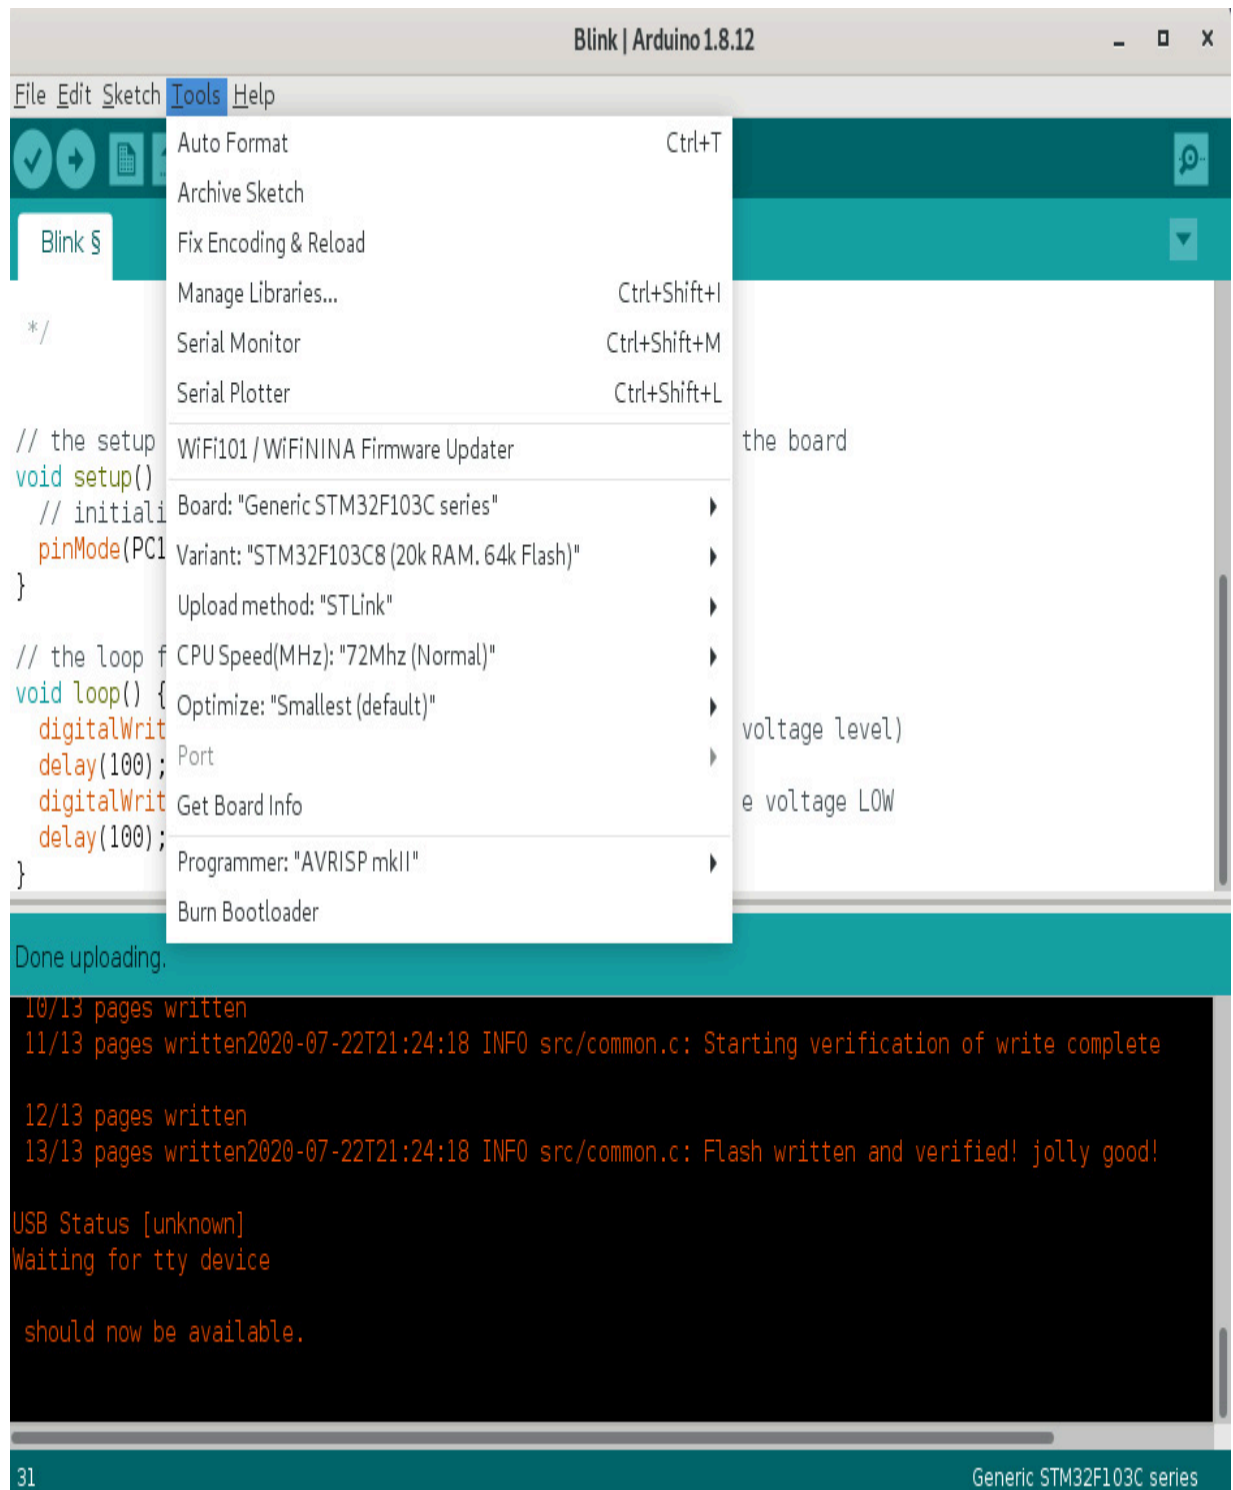 Blink | Arduino 1.8.12
File Edit Sketch Tools Help
Auto Format Ctrl+T
Archive Sketch
Fix Encoding & Reload
Manage Libraries... Ctrl+Shift+I
Serial Monitor Ctrl+Shift+M
Serial Plotter Ctrl+Shift+L
WiFi101 / WiFiNINA Firmware Updater
Board: "Generic STM32F103C series"
Variant: "STM32F103C8 (20k RAM. 64k Flash)"
Upload method: "STLink"
CPU Speed(MHz): "72Mhz (Normal)"
Optimize: "Smallest (default)"
Port
Get Board Info
Programmer: "AVRISP mkII"
Burn Bootloader
Blink §
*/
// the setup the board
void setup()
// initiali
pinMode(PC1
}
// the loop f
void loop() {
digitalWrit voltage level)
delay(100);
digitalWrit e voltage LOW
delay(100);
}
Done uploading.
10/13 pages written
11/13 pages written2020-07-22T21:24:18 INFO src/common.c: Starting verification of write complete
12/13 pages written
13/13 pages written2020-07-22T21:24:18 INFO src/common.c: Flash written and verified! jolly good!
USB Status [unknown]
Waiting for tty device
should now be available.
31 Generic STM32F103C series